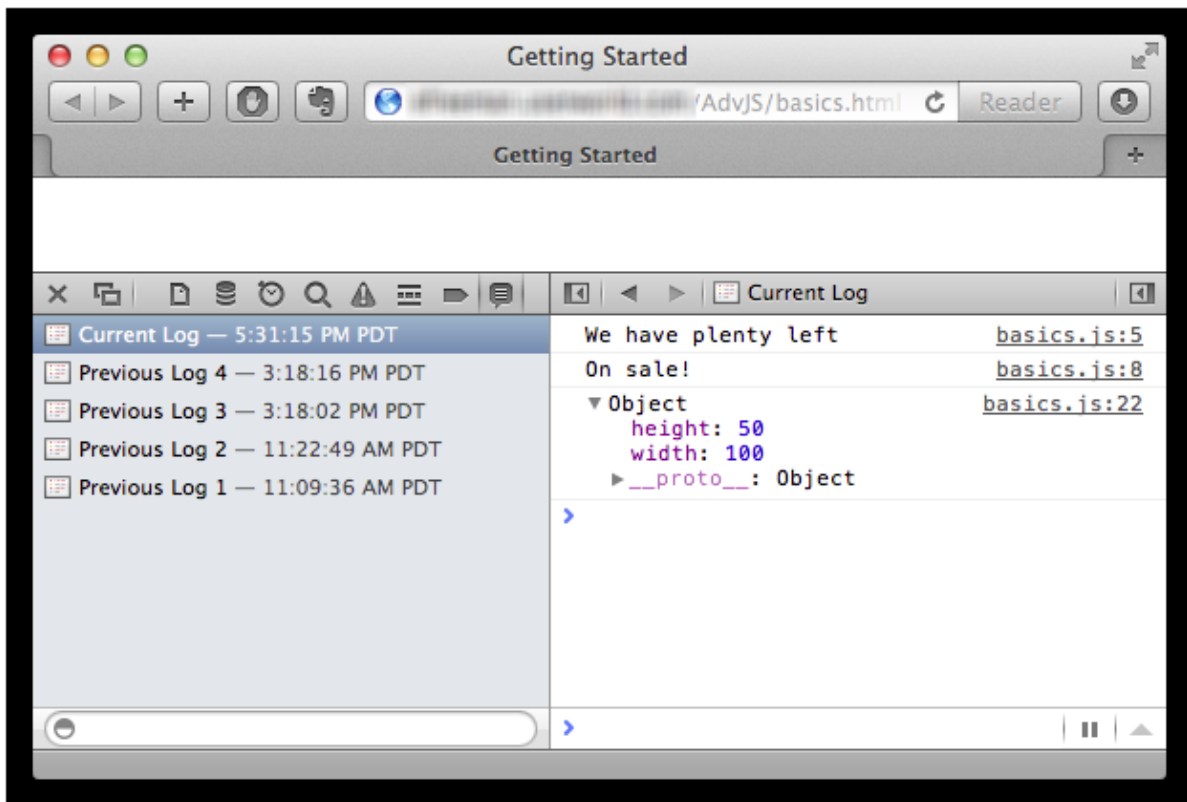 Getting Started
/AdvJS/basics.html
Reader
Getting Started
Current Log
Current Log — 5:31:15 PM PDT
Previous Log 4 — 3:18:16 PM PDT
Previous Log 3 — 3:18:02 PM PDT
Previous Log 2 — 11:22:49 AM PDT
Previous Log 1 — 11:09:36 AM PDT
We have plenty left basics.js:5
On sale! basics.js:8
▼Object basics.js:22
height: 50
width: 100
▶__proto__: Object